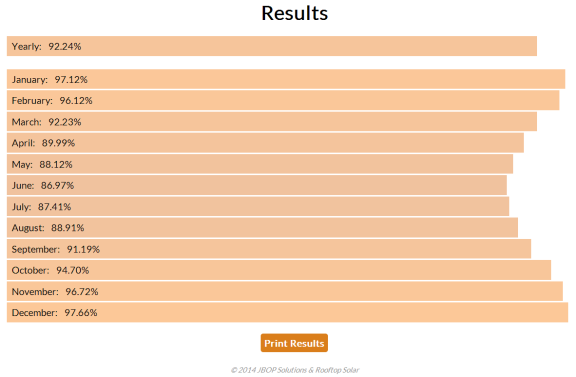 Results
Yearly: 92.24%
January: 97.12%
February: 96.12%
March: 92.23%
April: 89.99%
May: 88.12%
June: 86.97%
July: 87.41%
August: 88.91%
September: 91.19%
October: 94.70%
November: 96.72%
December: 97.66%
Print Results
© 2014 JBOP Solutions & Rooftop Solar